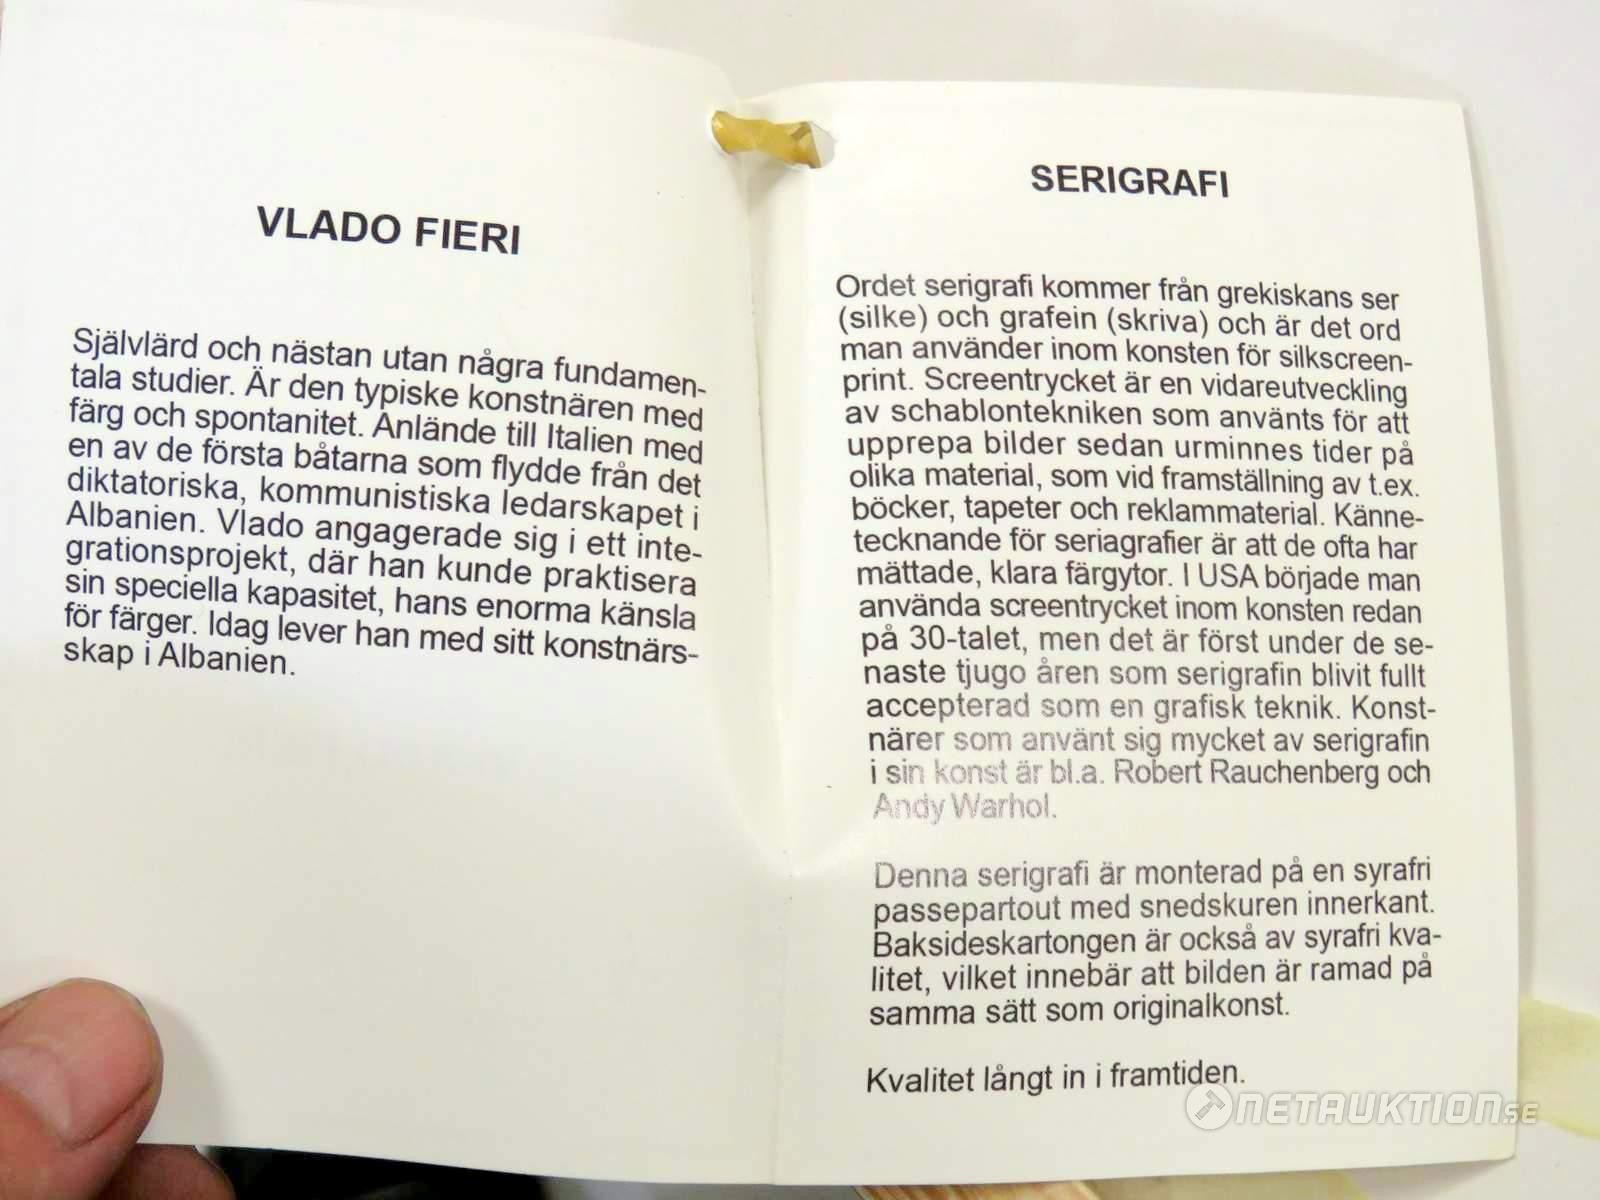 VLADO FIERI
Självlärd och nästan utan några fundamen-
tala studier. Är den typiske konstnären med
färg och spontanitet. Anlände till Italien med
en av de första båtarna som flydde från det
diktatoriska, kommunistiska ledarskapet i
Albanien. Vlado angagerade sig i ett inte-
grationsprojekt, där han kunde praktisera
sin speciella kapasitet, hans enorma känsla
för färger. Idag lever han med sitt konstnärs-
skap i Albanien.
SERIGRAFI
Ordet serigrafi kommer från grekiskans ser
(silke) och grafein (skriva) och är det ord
man använder inom konsten för silkscreen-
print. Screentrycket är en vidareutveckling
av schablontekniken som använts för att
upprepa bilder sedan urminnes tider på
olika material, som vid framställning av t.ex.
böcker, tapeter och reklammaterial. Känne-
tecknande för seriagrafier är att de ofta har
mättade, klara färgytor. I USA började man
använda screentrycket inom konsten redan
på 30-talet, men det är först under de se-
naste tjugo åren som serigrafin blivit fullt
accepterad som en grafisk teknik. Konst-
närer som använt sig mycket av serigrafin
i sin konst är bl.a. Robert Rauchenberg och
Andy Warhol.
Denna serigrafi är monterad på en syrafri
passepartout med snedskuren innerkant.
Baksideskartongen är också av syrafri kva-
litet, vilket innebär att bilden är ramad på
samma sätt som originalkonst.
Kvalitet långt in i framtiden.
NETAUKTION.SE